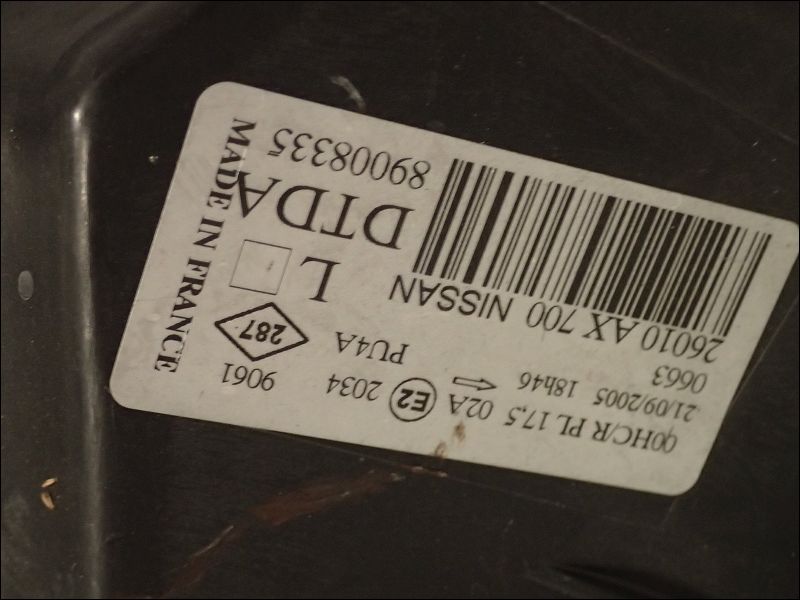 00HC/R PL 17,5 02A E2 2034 9061
21/09/2005 18h46
0663 PU4A 287
26010 AX 700 NISSAN L
DTDA
89008335
MADE IN FRANCE